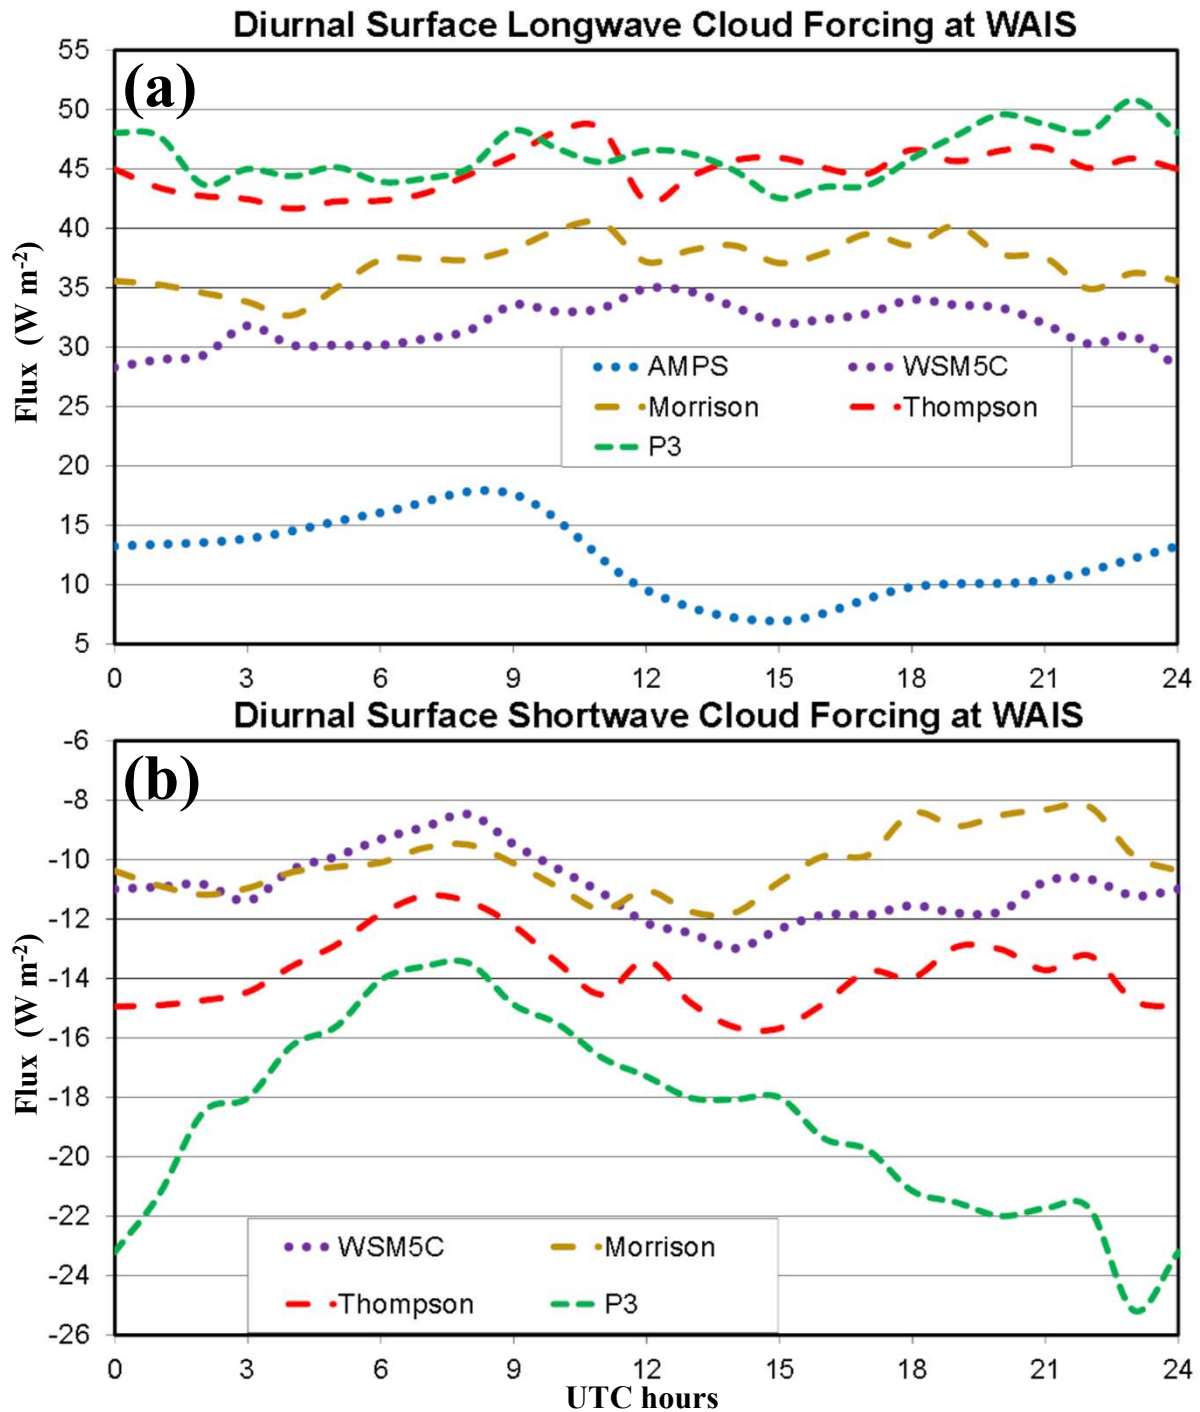 Diurnal Surface Longwave Cloud Forcing at WAIS
(a)
55
50
45
40
35
30
25
20
15
10
5
Flux (W m-2)
AMPS WSM5C
Morrison Thompson
P3
0 3 6 9 12 15 18 21 24
Diurnal Surface Shortwave Cloud Forcing at WAIS
(b)
-6
-8
-10
-12
-14
-16
-18
-20
-22
-24
-26
Flux (W m-2)
WSM5C Morrison
Thompson P3
0 3 6 9 12 15 18 21 24
UTC hours